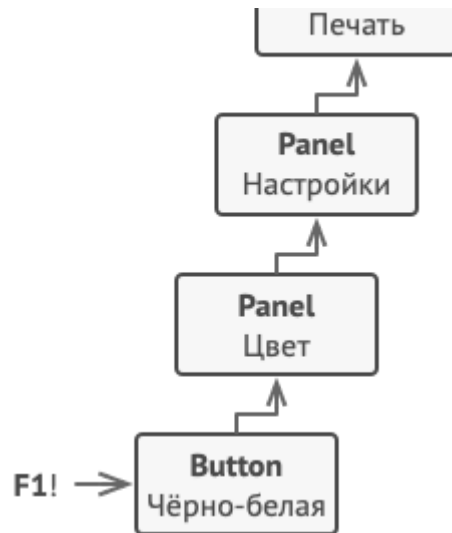 Печать
Panel
Настройки
Panel
Цвет
Button
F1!
Чёрно-белая